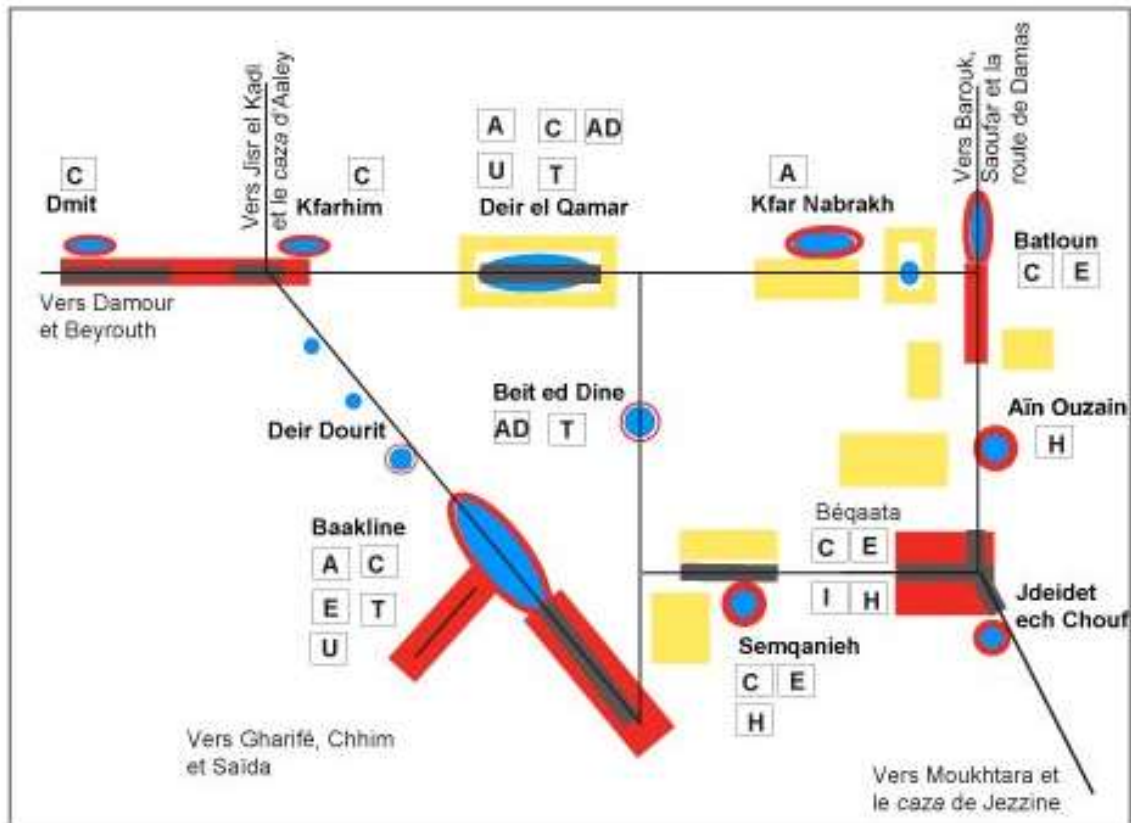 Vers Jisr el Kadi
et le caza d'Aaley
Vers Barouk,
Saoufar et la
route de Damas
C
Dmit
C
Kfarhim
A C AD
U T
Deir el Qamar
A
Kfar Nabrakh
Batloun
C E
Vers Damour
et Beyrouth
Beit ed Dine
AD T
Deir Dourit
Aïn Ouzain
H
Baakline
A C
E T
U
Béqaata
C E
I H
Jdeidet
ech Chouf
Semqanieh
C E
H
Vers Gharifé, Chhim
et Saïda
Vers Moukhtara et
le caza de Jezzine